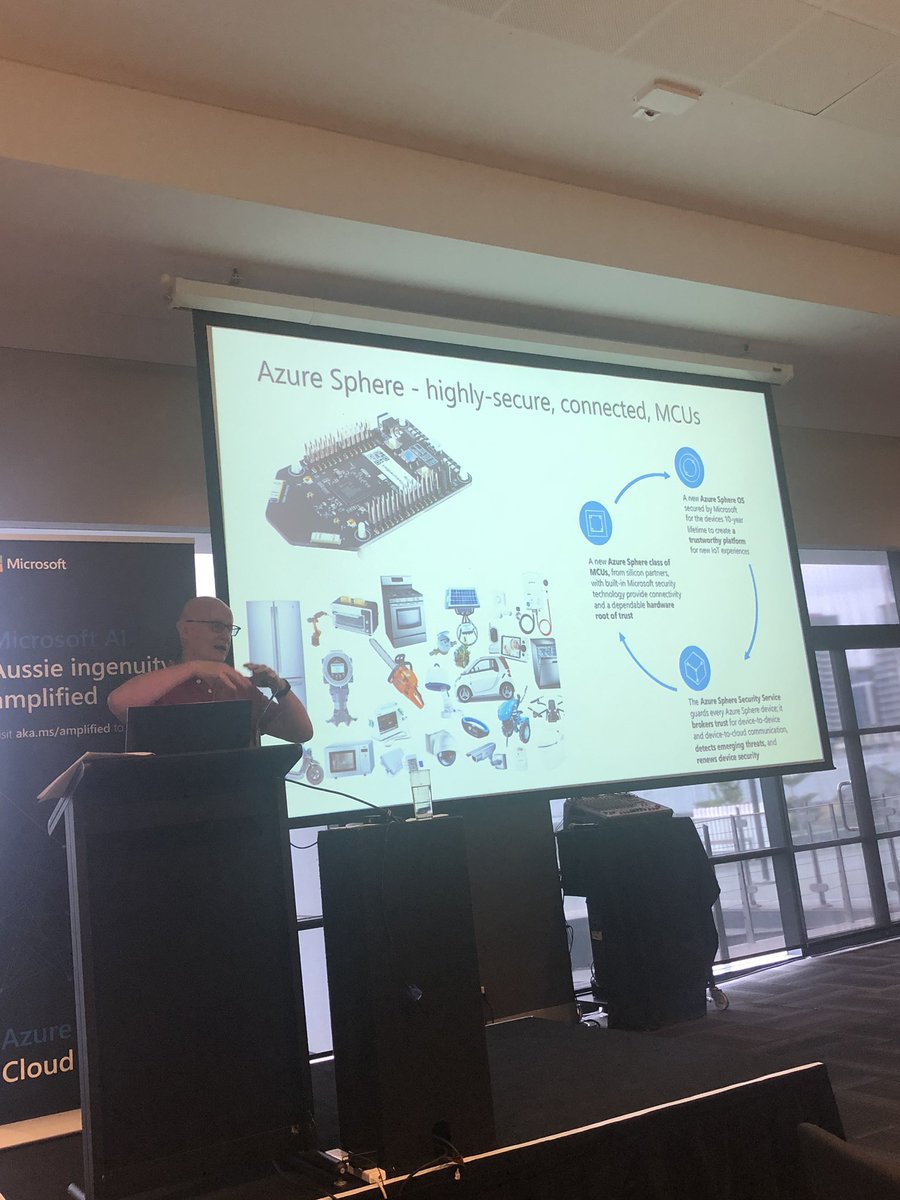 Azure Sphere - highly-secure, connected, MCUs
A new Azure Sphere OS
secured by Microsoft
for the devices 10-year
lifetime to create a
trustworthy platform
for new IoT experiences
A new Azure Sphere class of
MCUs, from silicon partners,
with built-in Microsoft security
technology provide connectivity
and a dependable hardware
root of trust
The Azure Sphere Security Service
guards every Azure Sphere device; it
brokers trust for device-to-device
and device-to-cloud communication,
detects emerging threats, and
renews device security
Microsoft
Microsoft AI.
Aussie ingenuity
amplified
visit aka.ms/amplified to
Azure
Cloud